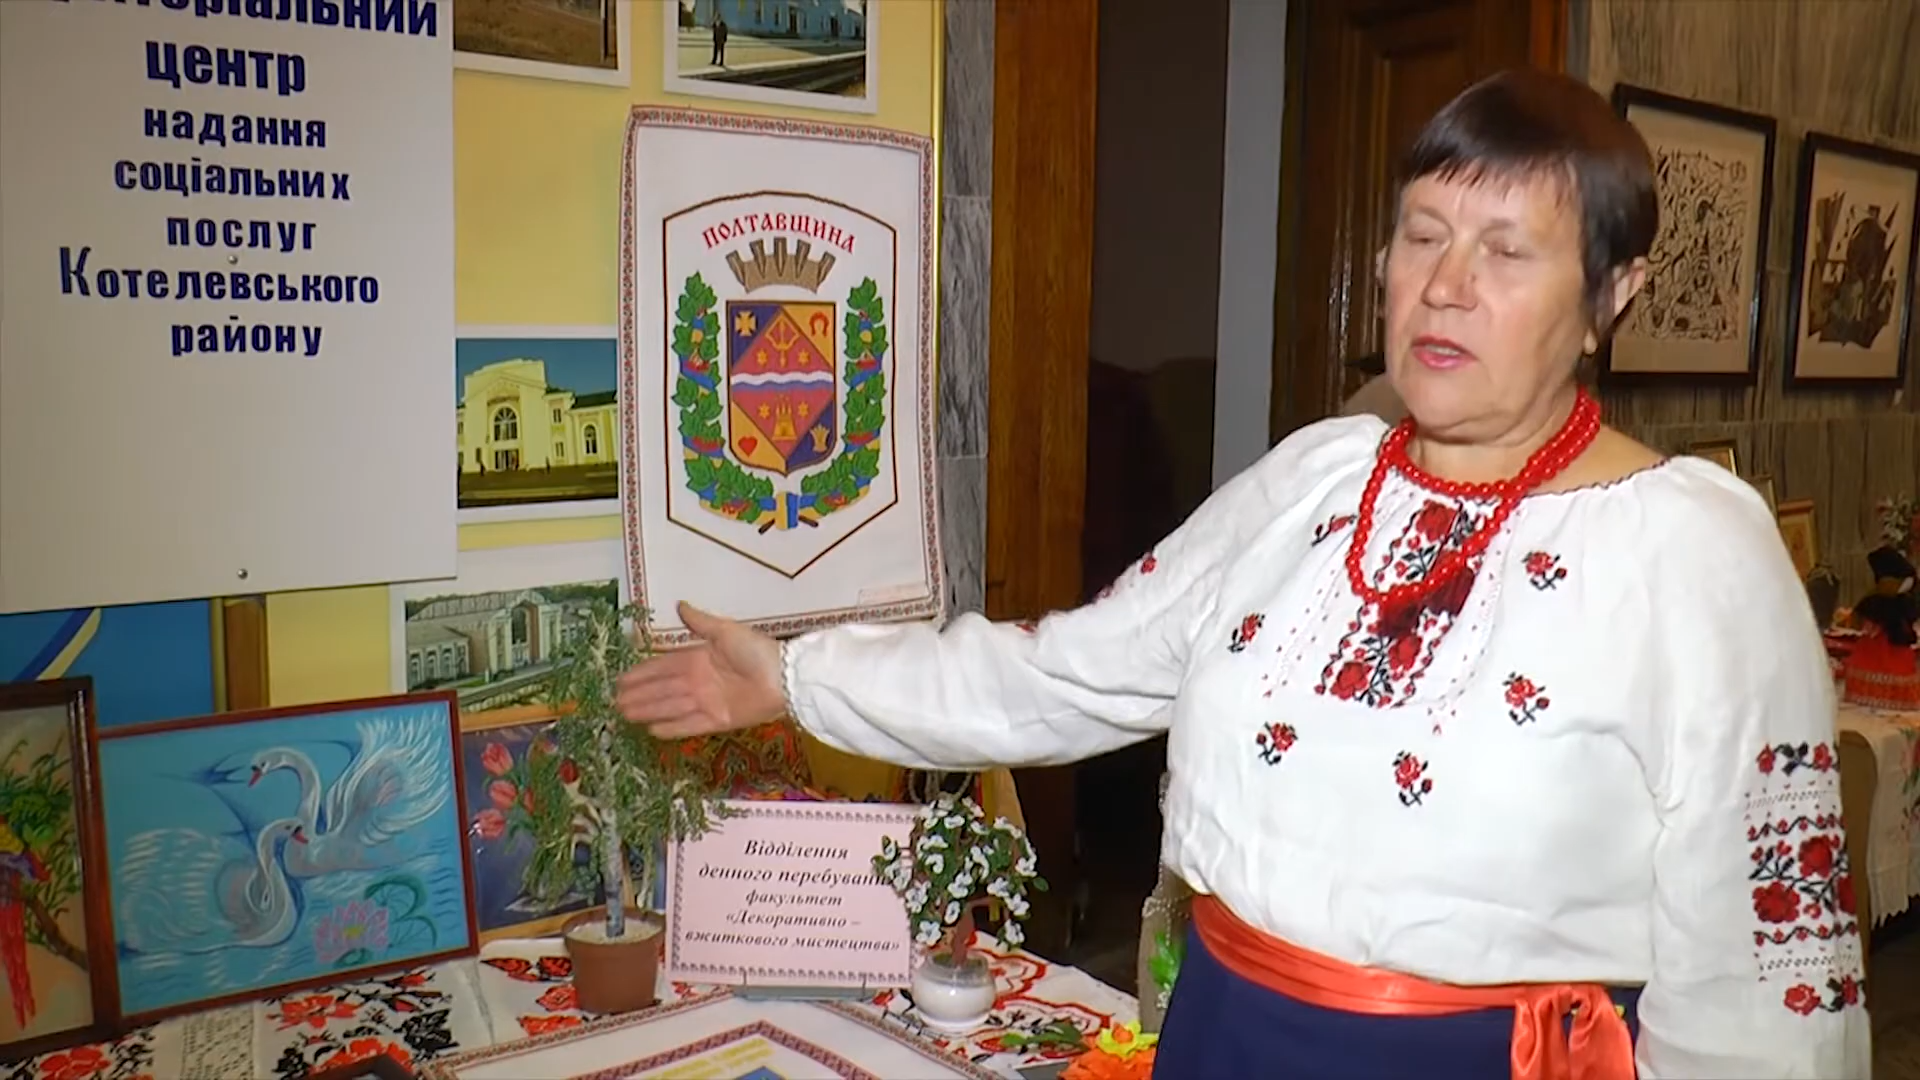 центр
надання
соціальних
послуг
Котелевського
району
ПОЛТАВЩИНА
Відділення
денного перебування
факультет
«Декоративно –
вжиткового мистецтва»